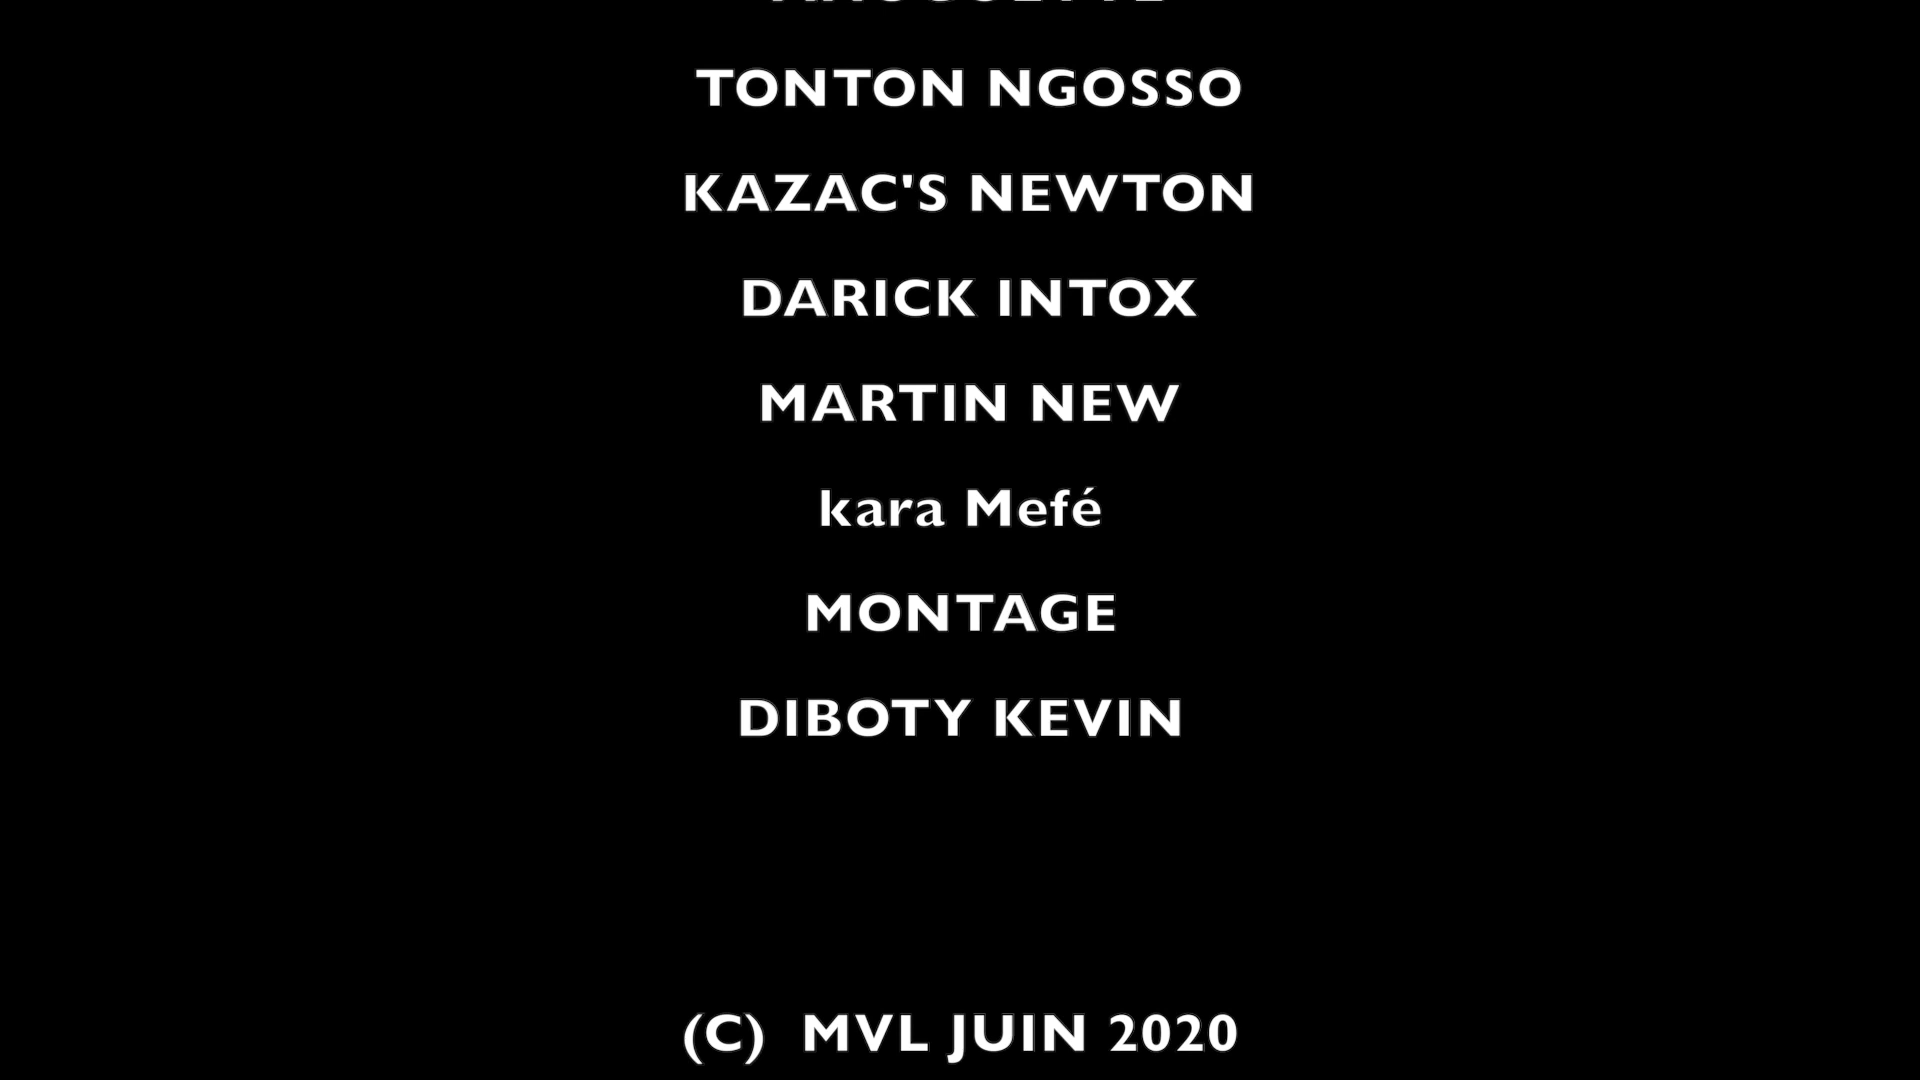 TONTON NGOSSO
KAZAC'S NEWTON
DARICK INTOX
MARTIN NEW
kara Mefé
MONTAGE
DIBOTY KEVIN
(C) MVL JUIN 2020